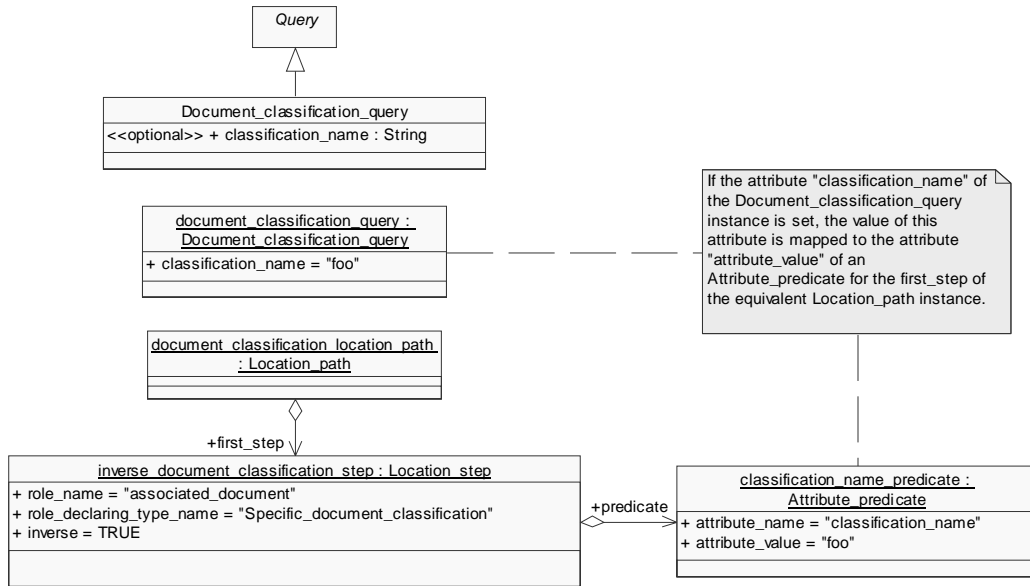 Query
Document_classification_query
<<optional>> + classification_name : String
If the attribute "classification_name" of
the Document_classification_query
instance is set, the value of this
attribute is mapped to the attribute
"attribute_value" of an
Attribute_predicate for the first_step of
the equivalent Location_path instance.
document_classification_query :
Document_classification_query
+ classification_name = "foo"
document_classification_location_path
: Location_path
+first_step
inverse_document_classification_step : Location_step
+ role_name = "associated_document"
+ role_declaring_type_name = "Specific_document_classification"
+ inverse = TRUE
+predicate
classification_name_predicate :
Attribute_predicate
+ attribute_name = "classification_name"
+ attribute_value = "foo"